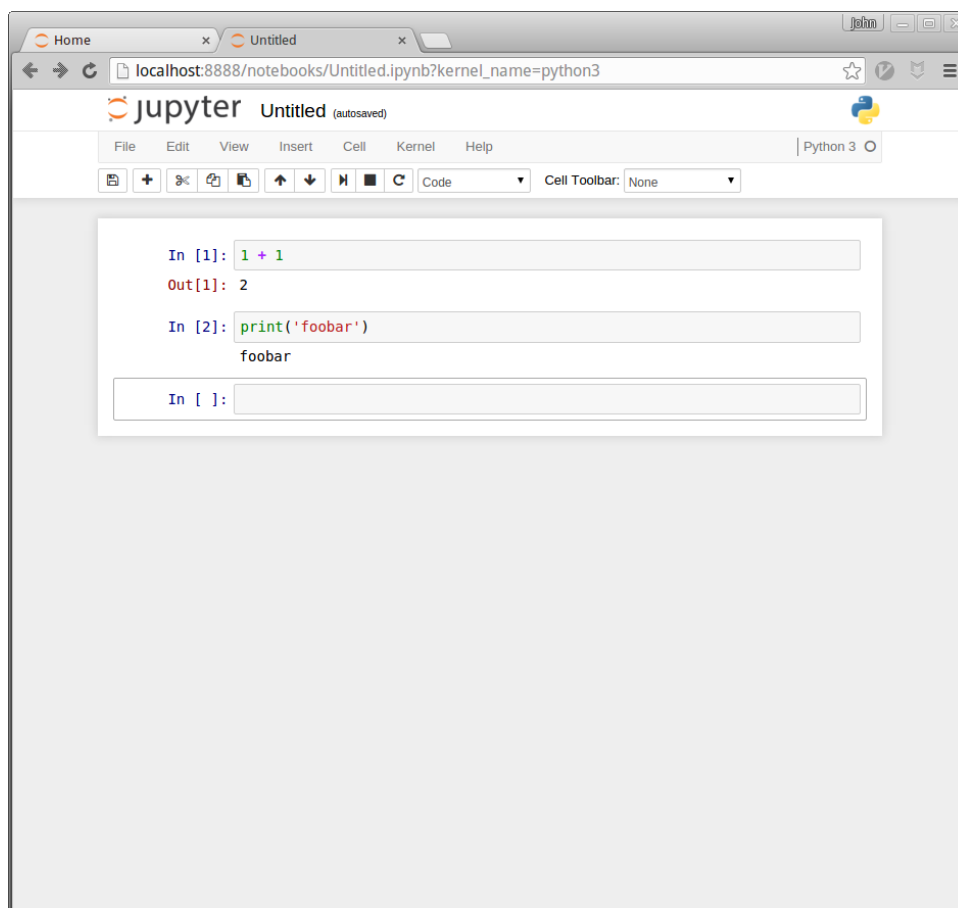 John
Home × Untitled ×
localhost:8888/notebooks/Untitled.ipynb?kernel_name=python3
jupyter Untitled (autosaved)
File Edit View Insert Cell Kernel Help Python 3
Code Cell Toolbar: None
In [1]: 1 + 1
Out[1]: 2
In [2]: print('foobar')
foobar
In [ ]: